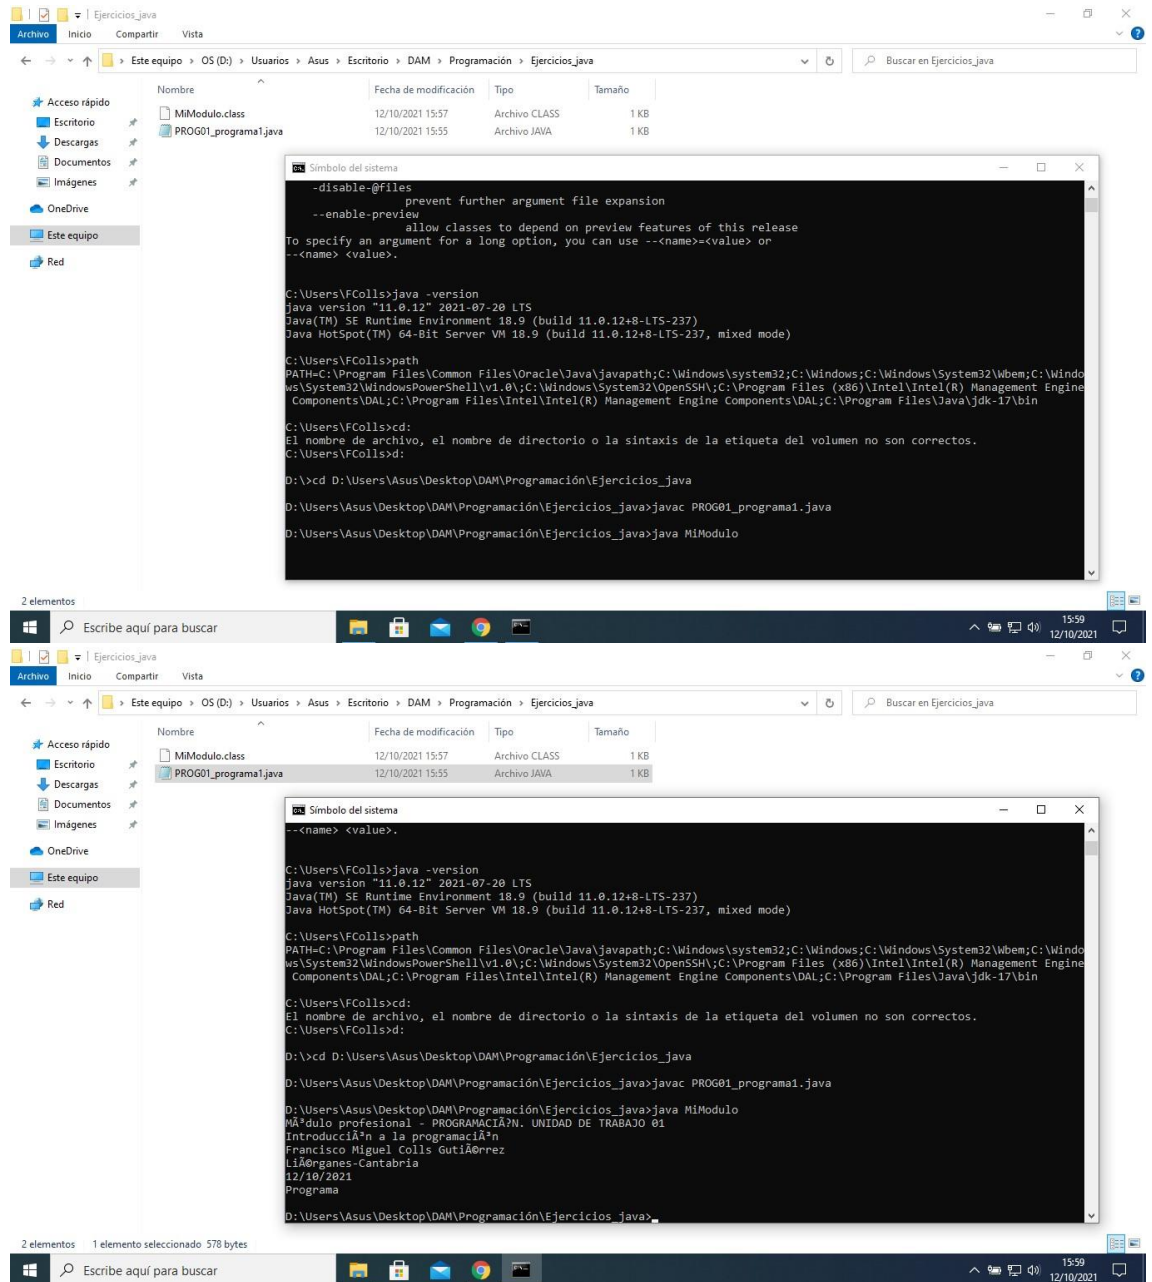 Ejercicios_java
Archivo Inicio Compartir Vista
Este equipo > OS (D:) > Usuarios > Asus > Escritorio > DAM > Programación > Ejercicios_java
Buscar en Ejercicios_java
Nombre Fecha de modificación Tipo Tamaño
Acceso rápido
Escritorio
Descargas
Documentos
Imágenes
OneDrive
Este equipo
Red
MiModulo.class 12/10/2021 15:57 Archivo CLASS 1 KB
PROG01_programa1.java 12/10/2021 15:55 Archivo JAVA 1 KB
Símbolo del sistema
-disable-@files
prevent further argument file expansion
--enable-preview
allow classes to depend on preview features of this release
To specify an argument for a long option, you can use --<name>=<value> or
--<name> <value>.
C:\Users\FColls>java -version
java version "11.0.12" 2021-07-20 LTS
Java(TM) SE Runtime Environment 18.9 (build 11.0.12+8-LTS-237)
Java HotSpot(TM) 64-Bit Server VM 18.9 (build 11.0.12+8-LTS-237, mixed mode)
C:\Users\FColls>path
PATH=C:\Program Files\Common Files\Oracle\Java\javapath;C:\Windows\system32;C:\Windows;C:\Windows\System32\Wbem;C:\Windo
ws\System32\WindowsPowerShell\v1.0\;C:\Windows\System32\OpenSSH\;C:\Program Files (x86)\Intel\Intel(R) Management Engine
Components\DAL;C:\Program Files\Intel\Intel(R) Management Engine Components\DAL;C:\Program Files\Java\jdk-17\bin
C:\Users\FColls>cd:
El nombre de archivo, el nombre de directorio o la sintaxis de la etiqueta del volumen no son correctos.
C:\Users\FColls>d:
D:\>cd D:\Users\Asus\Desktop\DAM\Programación\Ejercicios_java
D:\Users\Asus\Desktop\DAM\Programación\Ejercicios_java>javac PROG01_programa1.java
D:\Users\Asus\Desktop\DAM\Programación\Ejercicios_java>java MiModulo
2 elementos
Escribe aquí para buscar
15:59
12/10/2021
Ejercicios_java
Archivo Inicio Compartir Vista
Este equipo > OS (D:) > Usuarios > Asus > Escritorio > DAM > Programación > Ejercicios_java
Buscar en Ejercicios_java
Nombre Fecha de modificación Tipo Tamaño
Acceso rápido
Escritorio
Descargas
Documentos
Imágenes
OneDrive
Este equipo
Red
MiModulo.class 12/10/2021 15:57 Archivo CLASS 1 KB
PROG01_programa1.java 12/10/2021 15:55 Archivo JAVA 1 KB
Símbolo del sistema
--<name> <value>.
C:\Users\FColls>java -version
java version "11.0.12" 2021-07-20 LTS
Java(TM) SE Runtime Environment 18.9 (build 11.0.12+8-LTS-237)
Java HotSpot(TM) 64-Bit Server VM 18.9 (build 11.0.12+8-LTS-237, mixed mode)
C:\Users\FColls>path
PATH=C:\Program Files\Common Files\Oracle\Java\javapath;C:\Windows\system32;C:\Windows;C:\Windows\System32\Wbem;C:\Windo
ws\System32\WindowsPowerShell\v1.0\;C:\Windows\System32\OpenSSH\;C:\Program Files (x86)\Intel\Intel(R) Management Engine
Components\DAL;C:\Program Files\Intel\Intel(R) Management Engine Components\DAL;C:\Program Files\Java\jdk-17\bin
C:\Users\FColls>cd:
El nombre de archivo, el nombre de directorio o la sintaxis de la etiqueta del volumen no son correctos.
C:\Users\FColls>d:
D:\>cd D:\Users\Asus\Desktop\DAM\Programación\Ejercicios_java
D:\Users\Asus\Desktop\DAM\Programación\Ejercicios_java>javac PROG01_programa1.java
D:\Users\Asus\Desktop\DAM\Programación\Ejercicios_java>java MiModulo
MÃ³dulo profesional - PROGRAMACIÃ?N. UNIDAD DE TRABAJO 01
IntroducciÃ³n a la programaciÃ³n
Francisco Miguel Colls GutiÃ©rrez
LiÃ©rganes-Cantabria
12/10/2021
Programa
D:\Users\Asus\Desktop\DAM\Programación\Ejercicios_java>
2 elementos 1 elemento seleccionado 578 bytes
Escribe aquí para buscar
15:59
12/10/2021